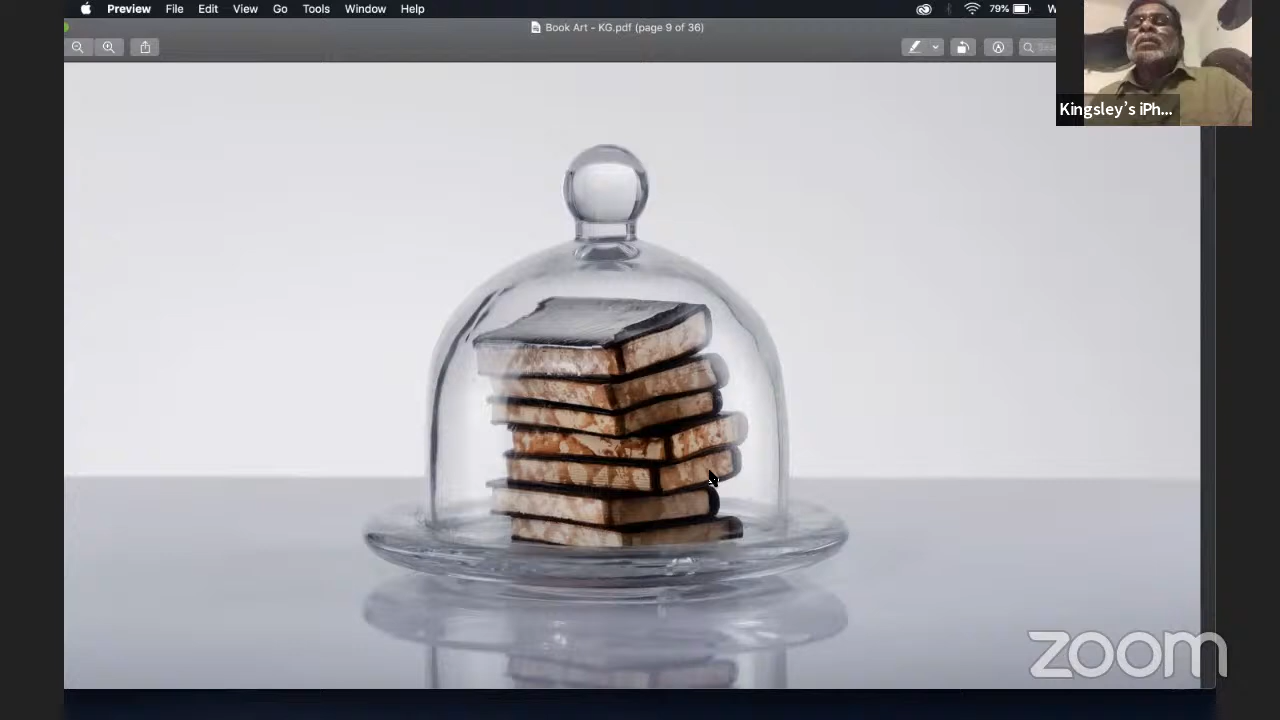 Preview File Edit View Go Tools Window Help 79%
Book Art - KG.pdf (page 9 of 36)
Kingsley's iPh...
zoom